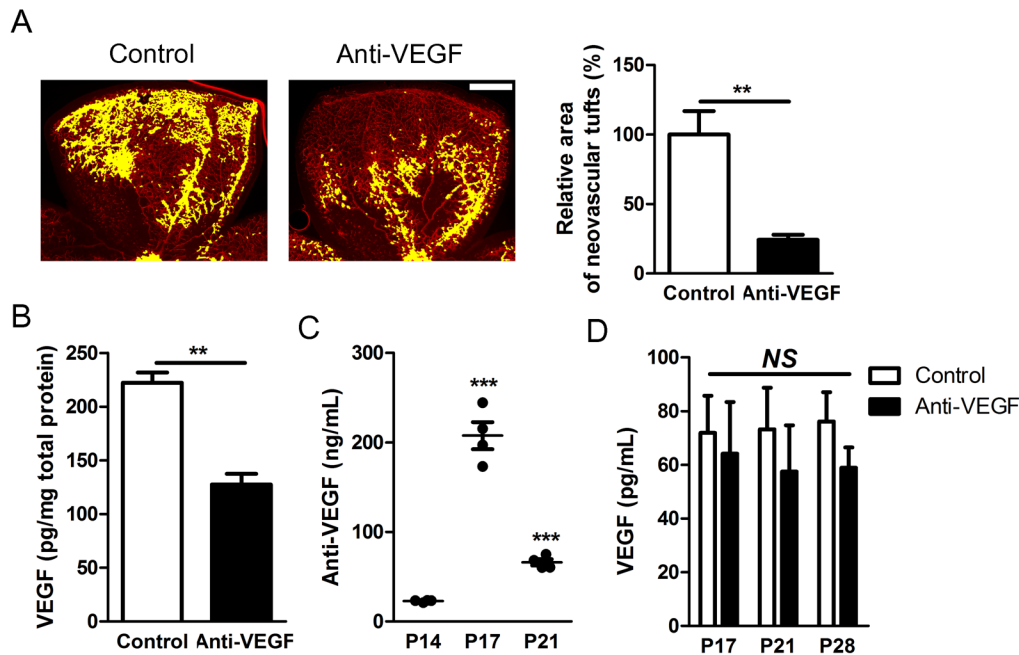 A
Control
Anti-VEGF
Relative area
of neovascular tufts (%)
150
100
50
0
**
Control
Anti-VEGF
B
VEGF (pg/mg total protein)
250
200
150
100
50
0
**
Control
Anti-VEGF
C
Anti-VEGF (ng/mL)
300
200
100
0
***
***
P14
P17
P21
D
VEGF (pg/mL)
100
80
60
40
20
0
NS
Control
Anti-VEGF
P17
P21
P28